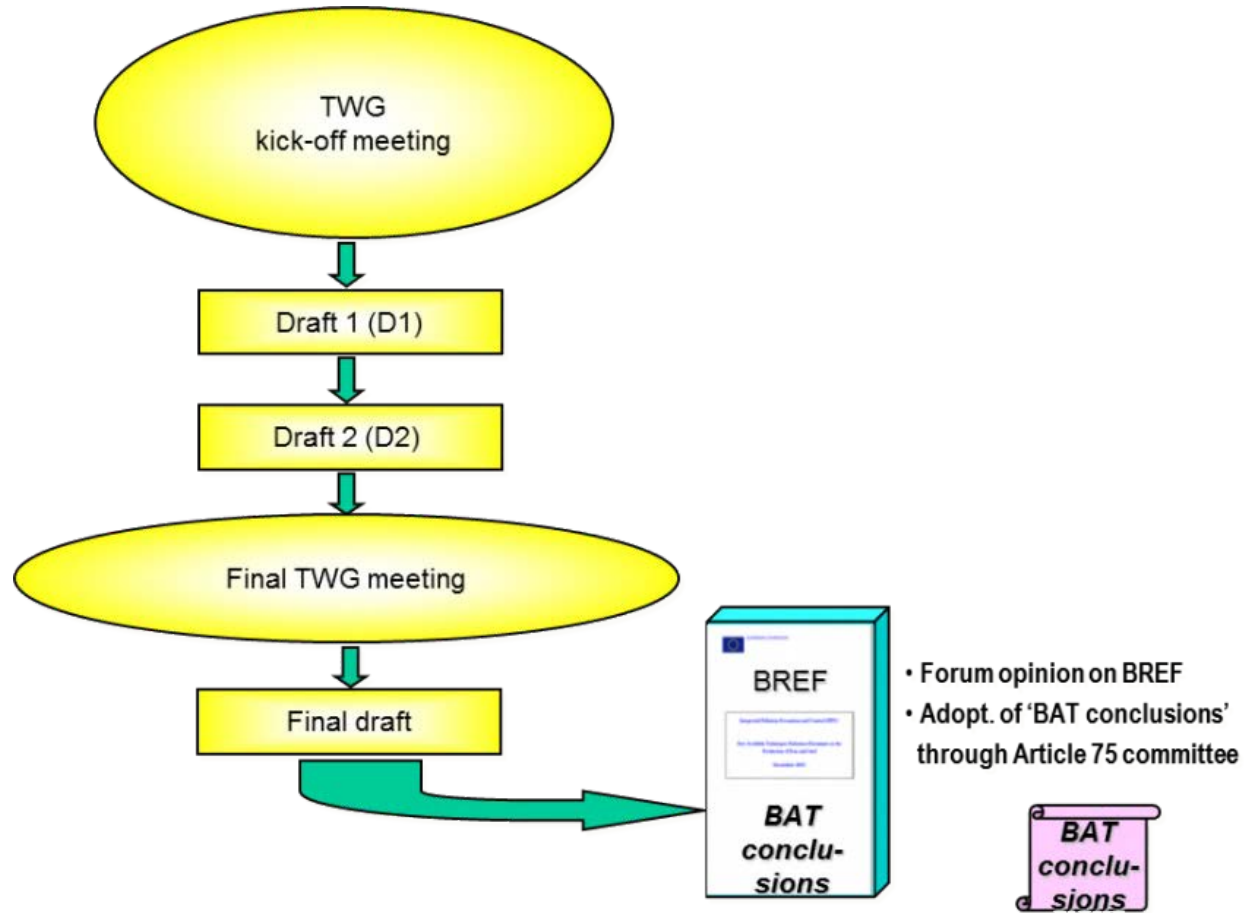 TWG
kick-off meeting
Draft 1 (D1)
Draft 2 (D2)
Final TWG meeting
Final draft
BREF
BAT
conclu-
sions
• Forum opinion on BREF
• Adopt. of ‘BAT conclusions’
through Article 75 committee
BAT
conclu-
sions